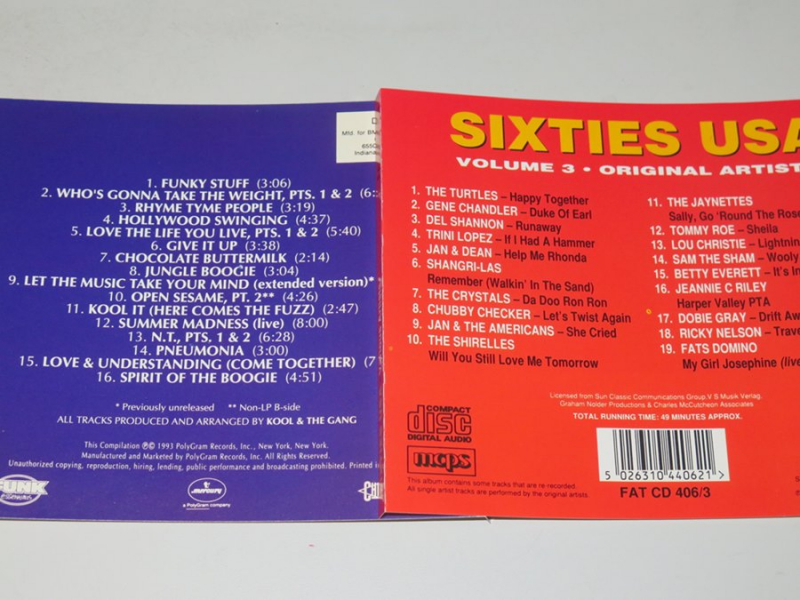 D
Mfd. for BM
6550
Indiana
1. FUNKY STUFF (3:06)
2. WHO'S GONNA TAKE THE WEIGHT, PTS. 1 & 2 (6:
3. RHYME TYME PEOPLE (3:19)
4. HOLLYWOOD SWINGING (4:37)
5. LOVE THE LIFE YOU LIVE, PTS. 1 & 2 (5:40)
6. GIVE IT UP (3:38)
7. CHOCOLATE BUTTERMILK (2:14)
8. JUNGLE BOOGIE (3:04)
9. LET THE MUSIC TAKE YOUR MIND (extended version)*
10. OPEN SESAME, PT. 2** (4:26)
11. KOOL IT (HERE COMES THE FUZZ) (2:47)
12. SUMMER MADNESS (live) (8:00)
13. N.T., PTS. 1 & 2 (6:28)
14. PNEUMONIA (3:00)
15. LOVE & UNDERSTANDING (COME TOGETHER) (7
16. SPIRIT OF THE BOOGIE (4:51)
* Previously unreleased ** Non-LP B-side
ALL TRACKS PRODUCED AND ARRANGED BY KOOL & THE GANG
This Compilation ℗© 1993 PolyGram Records, Inc., New York, New York.
Manufactured and Marketed by PolyGram Records, Inc. All Rights Reserved.
Unauthorized copying, reproduction, hiring, lending, public performance and broadcasting prohibited. Printed in
FUNK
mercury
a PolyGram company
SIXTIES USA
VOLUME 3 • ORIGINAL ARTIST
1. THE TURTLES – Happy Together
2. GENE CHANDLER – Duke Of Earl
3. DEL SHANNON – Runaway
4. TRINI LOPEZ – If I Had A Hammer
5. JAN & DEAN – Help Me Rhonda
6. SHANGRI-LAS
Remember (Walkin' In The Sand)
7. THE CRYSTALS – Da Doo Ron Ron
8. CHUBBY CHECKER – Let's Twist Again
9. JAN & THE AMERICANS – She Cried
10. THE SHIRELLES
Will You Still Love Me Tomorrow
11. THE JAYNETTES
Sally, Go 'Round The Rose
12. TOMMY ROE – Sheila
13. LOU CHRISTIE – Lightnin
14. SAM THE SHAM – Wooly
15. BETTY EVERETT – It's In
16. JEANNIE C RILEY
Harper Valley PTA
17. DOBIE GRAY – Drift Aw
18. RICKY NELSON – Trave
19. FATS DOMINO
My Girl Josephine (live
Licensed from Sun Classic Communications Group, V S Musik Verlag,
Graham Nolder Productions & Charles McCutcheon Associates
TOTAL RUNNING TIME: 49 MINUTES APPROX.
COMPACT
disc
DIGITAL AUDIO
mcps
5 026310 440621 >
This album contains some tracks that are re-recorded.
All single artist tracks are performed by the original artists
FAT CD 406/3